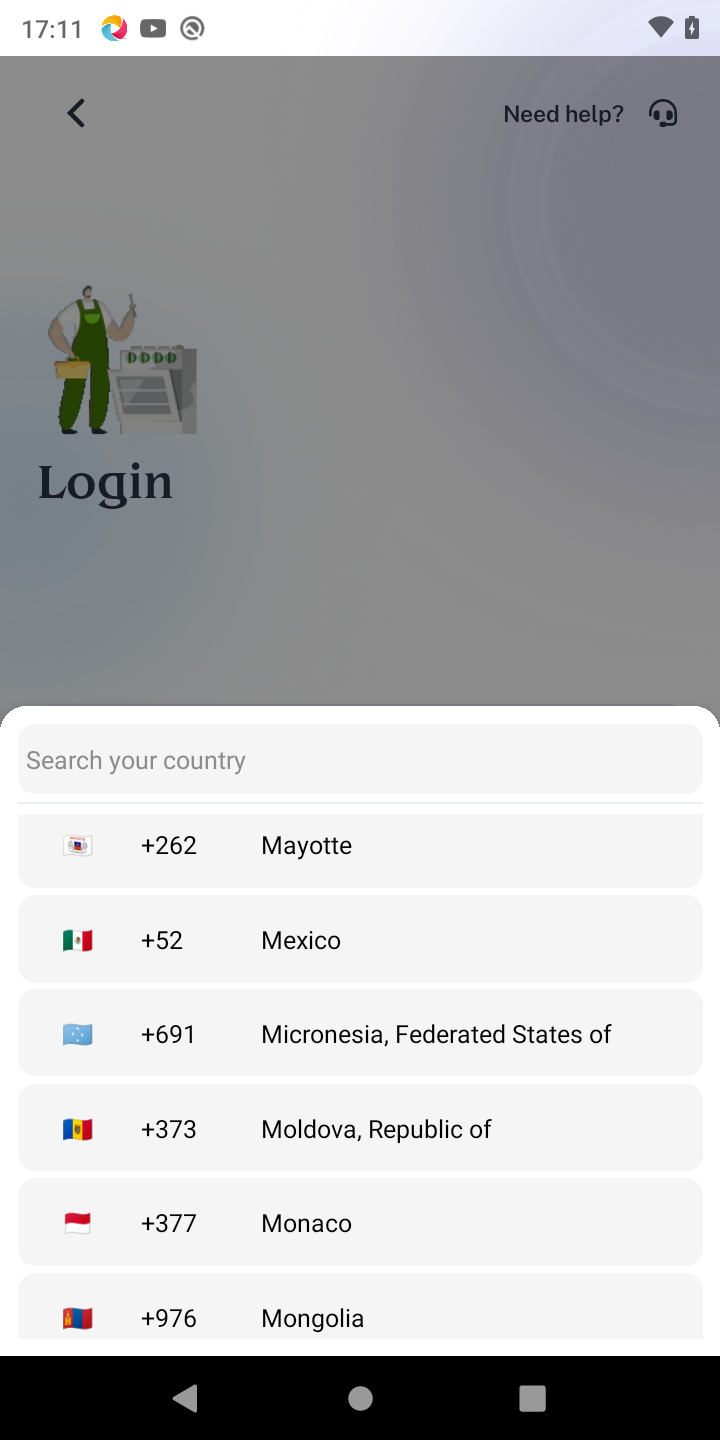 17:11
Need help?
Login
Search your country
+262 Mayotte
+52 Mexico
+691 Micronesia, Federated States of
+373 Moldova, Republic of
+377 Monaco
+976 Mongolia